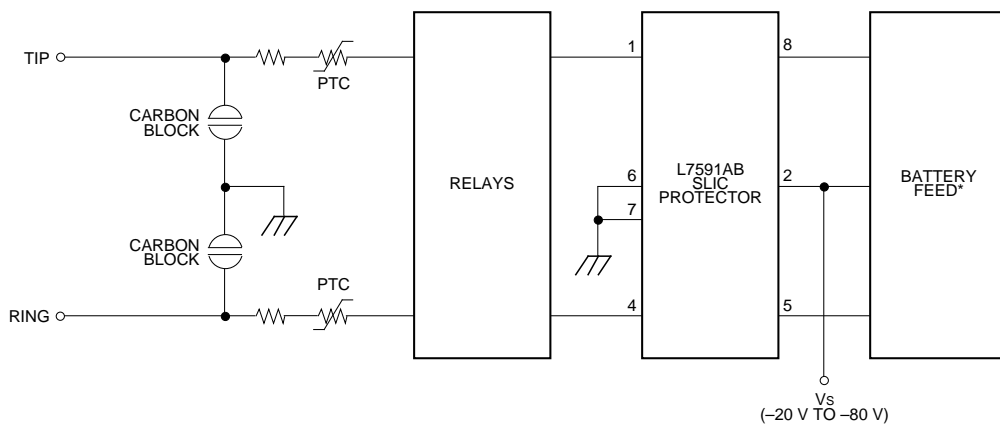 TIP
PTC
CARBON
BLOCK
RELAYS
1
L7591AB
SLIC
PROTECTOR
6
7
8
2
BATTERY
FEED*
CARBON
BLOCK
RING
PTC
4
5
VS
(–20 V TO –80 V)